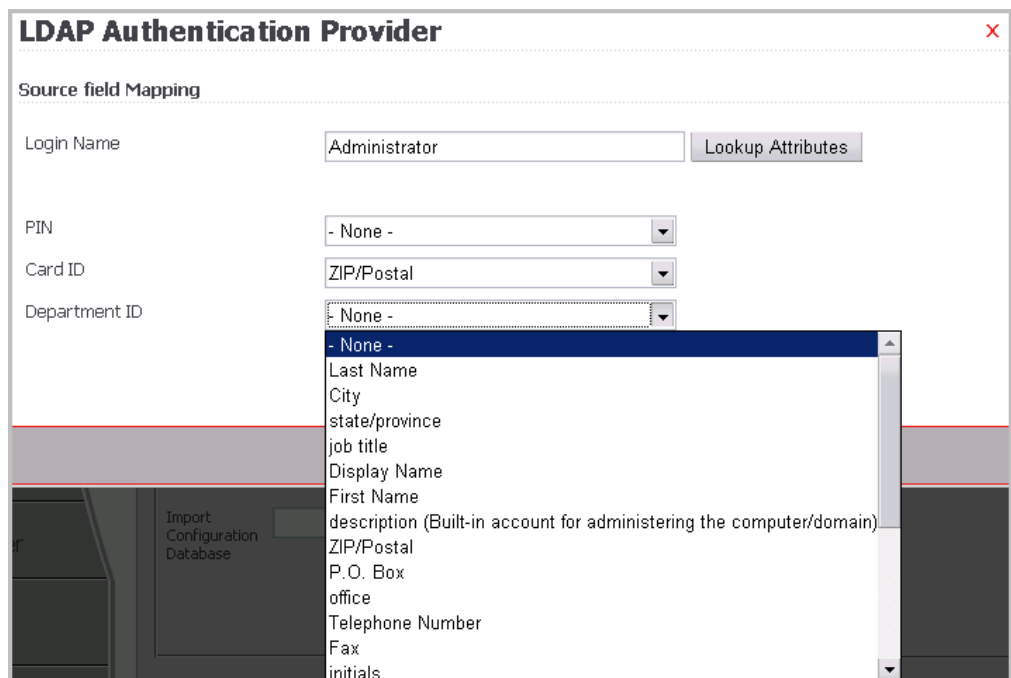 LDAP Authentication Provider
X
Source field Mapping
Login Name
Administrator
Lookup Attributes
PIN
- None -
Card ID
ZIP/Postal
Department ID
- None -
- None -
Last Name
City
state/province
job title
Display Name
First Name
description (Built-in account for administering the computer/domain)
ZIP/Postal
P.O. Box
office
Telephone Number
Fax
initials
Import
Configuration
Database